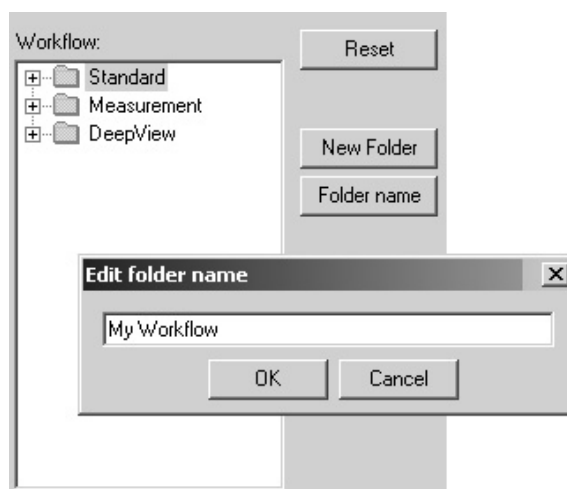 Workflow:
Reset
Standard
Measurement
DeepView
New Folder
Folder name
Edit folder name
My Workflow
OK
Cancel